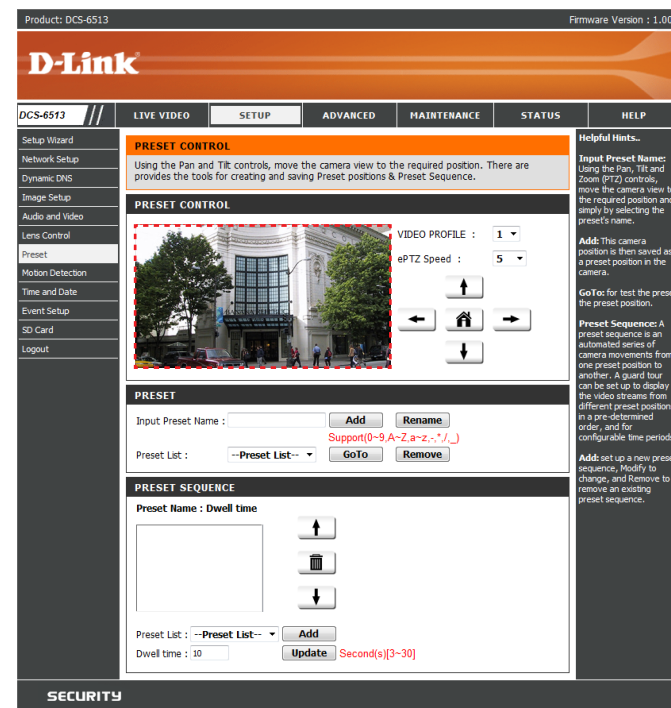 Product: DCS-6513
Firmware Version : 1.00
D-Link
DCS-6513
LIVE VIDEO
SETUP
ADVANCED
MAINTENANCE
STATUS
HELP
Setup Wizard
Network Setup
Dynamic DNS
Image Setup
Audio and Video
Lens Control
Preset
Motion Detection
Time and Date
Event Setup
SD Card
Logout
PRESET CONTROL
Using the Pan and Tilt controls, move the camera view to the required position. There are
provides the tools for creating and saving Preset positions & Preset Sequence.
PRESET CONTROL
VIDEO PROFILE : 1
ePTZ Speed : 5
PRESET
Input Preset Name : Add Rename
Support(0~9,A~Z,a~z,-,*,/,_)
Preset List : --Preset List-- GoTo Remove
PRESET SEQUENCE
Preset Name : Dwell time
Preset List : --Preset List-- Add
Dwell time : 10 Update Second(s)[3~30]
Helpful Hints..
Input Preset Name:
Using the Pan, Tilt and
Zoom (PTZ) controls,
move the camera view to
the required position and
simply by selecting the
preset's name.
Add: This camera
position is then saved as
a preset position in the
camera.
GoTo: for test the prese
the preset position.
Preset Sequence: A
preset sequence is an
automated series of
camera movements from
one preset position to
another. A guard tour
can be set up to display
the video streams from
different preset position
in a pre-determined
order, and for
configurable time periods
Add: set up a new prese
sequence, Modify to
change, and Remove to
remove an existing
preset sequence.
SECURITY